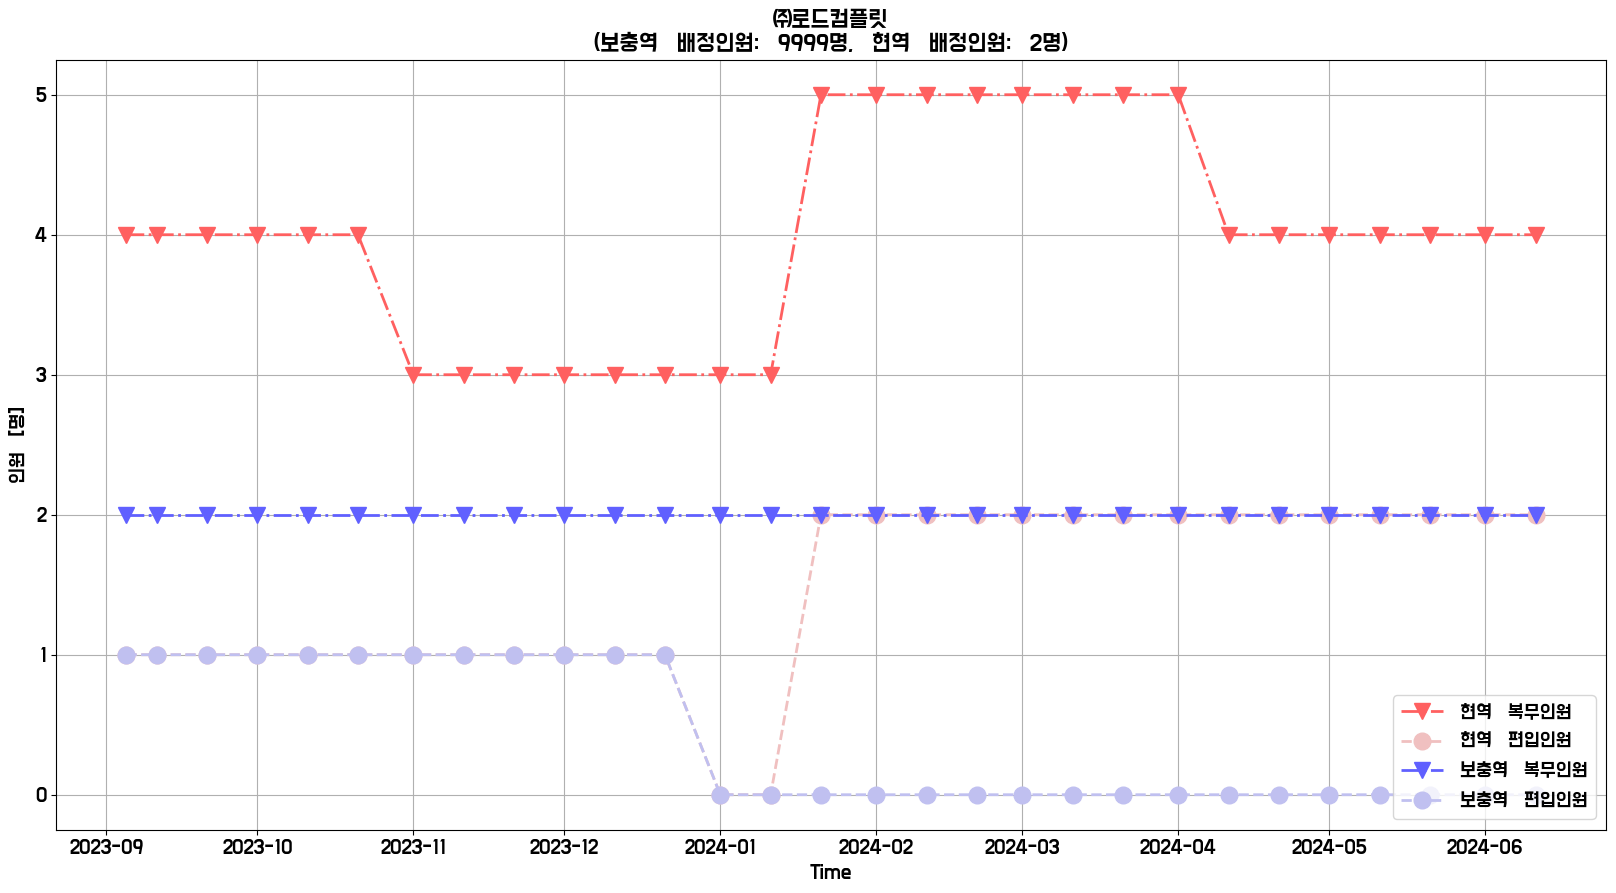 ㈜로드컴플릿
(보충역 배정인원: 9999명, 현역 배정인원: 2명)
인원 [명]
5
4
3
2
1
0
2023-09 2023-10 2023-11 2023-12 2024-01 2024-02 2024-03 2024-04 2024-05 2024-06
Time
현역 복무인원
현역 편입인원
보충역 복무인원
보충역 편입인원